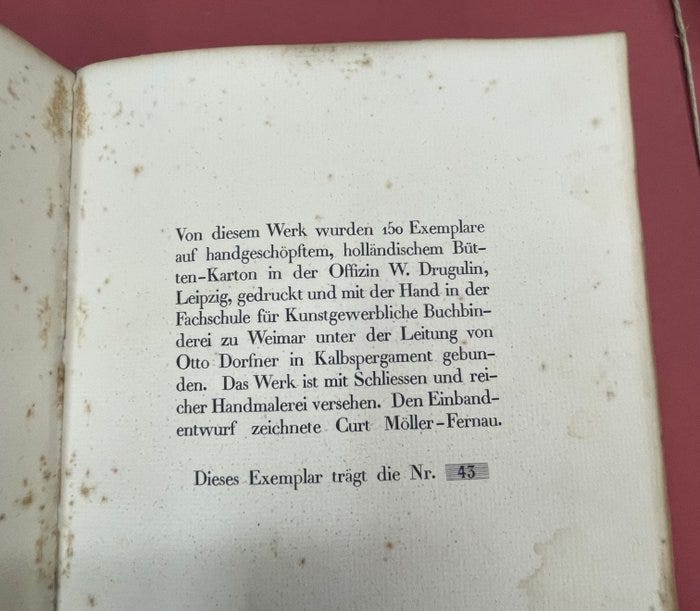 Von diesem Werk wurden 150 Exemplare
auf handgeschöpftem, holländischem Büt-
ten-Karton in der Offizin W. Drugulin,
Leipzig, gedruckt und mit der Hand in der
Fachschule für Kunstgewerbliche Buchbin-
derei zu Weimar unter der Leitung von
Otto Dorfner in Kalbspergament gebun-
den. Das Werk ist mit Schliessen und rei-
cher Handmalerei versehen. Den Einband-
entwurf zeichnete Curt Möller-Fernau.
Dieses Exemplar trägt die Nr. 43